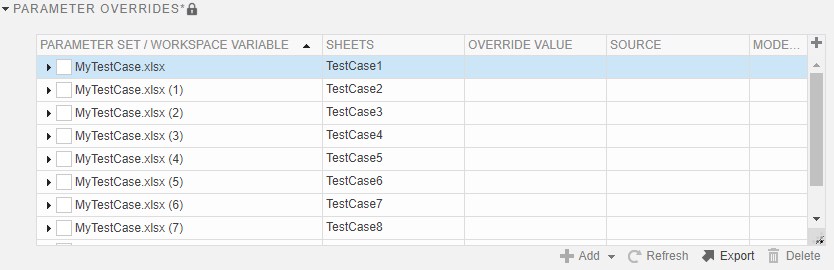 PARAMETER OVERRIDES*
PARAMETER SET / WORKSPACE VARIABLE SHEETS OVERRIDE VALUE SOURCE MODE...
MyTestCase.xlsx TestCase1
MyTestCase.xlsx (1) TestCase2
MyTestCase.xlsx (2) TestCase3
MyTestCase.xlsx (3) TestCase4
MyTestCase.xlsx (4) TestCase5
MyTestCase.xlsx (5) TestCase6
MyTestCase.xlsx (6) TestCase7
MyTestCase.xlsx (7) TestCase8
Add Refresh Export Delete